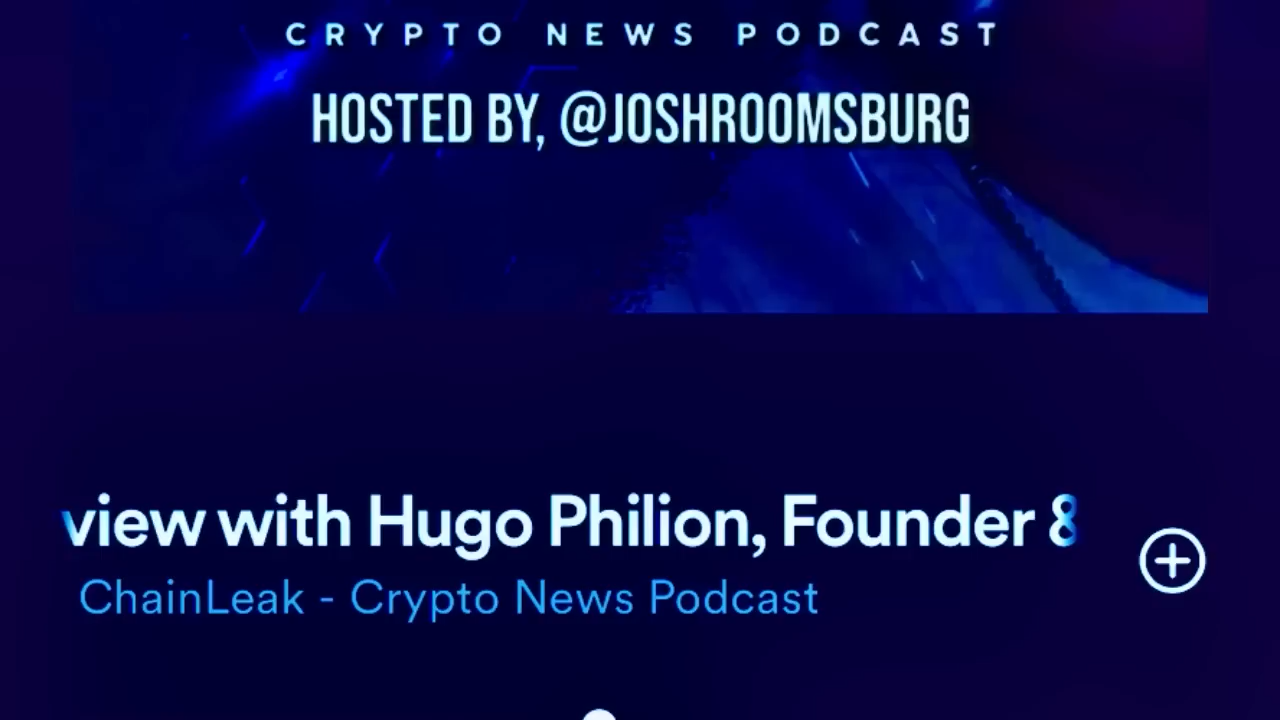 CRYPTO NEWS PODCAST
HOSTED BY, @JOSHROOMSBURG
view with Hugo Philion, Founder &
ChainLeak - Crypto News Podcast